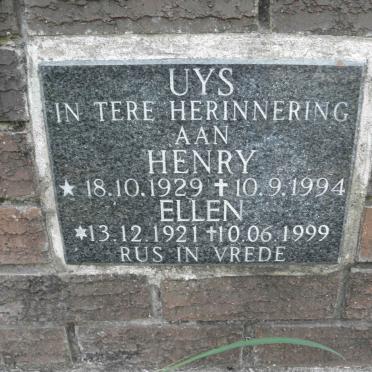 UYS
IN TERE HERINNERING
AAN
HENRY
★ 18.10.1929 ✝ 10.9.1994
ELLEN
★13.12.1921 ✝10.06.1999
RUS IN VREDE